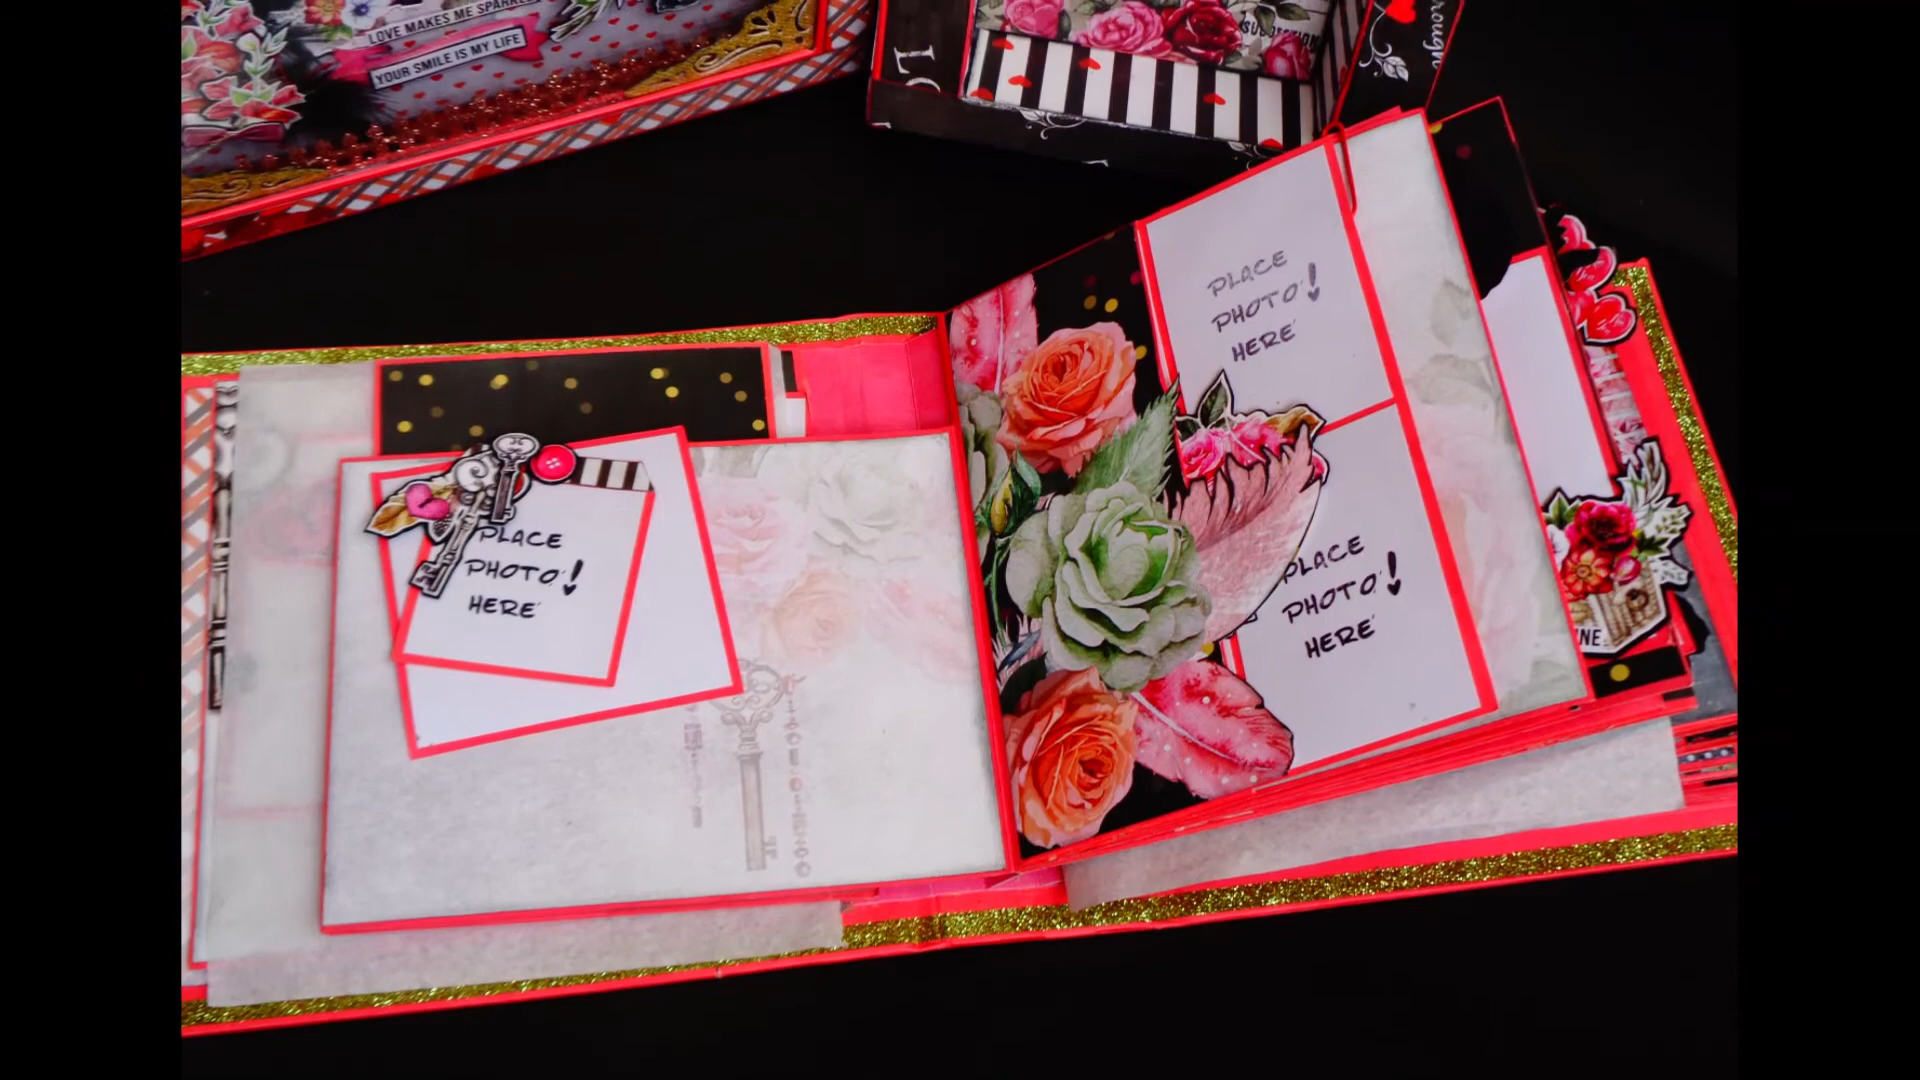 LOVE MAKES ME SPARKLE
YOUR SMILE IS MY LIFE
PLACE
PHOTO!
HERE
PLACE
PHOTO!
HERE
PLACE
PHOTO!
HERE